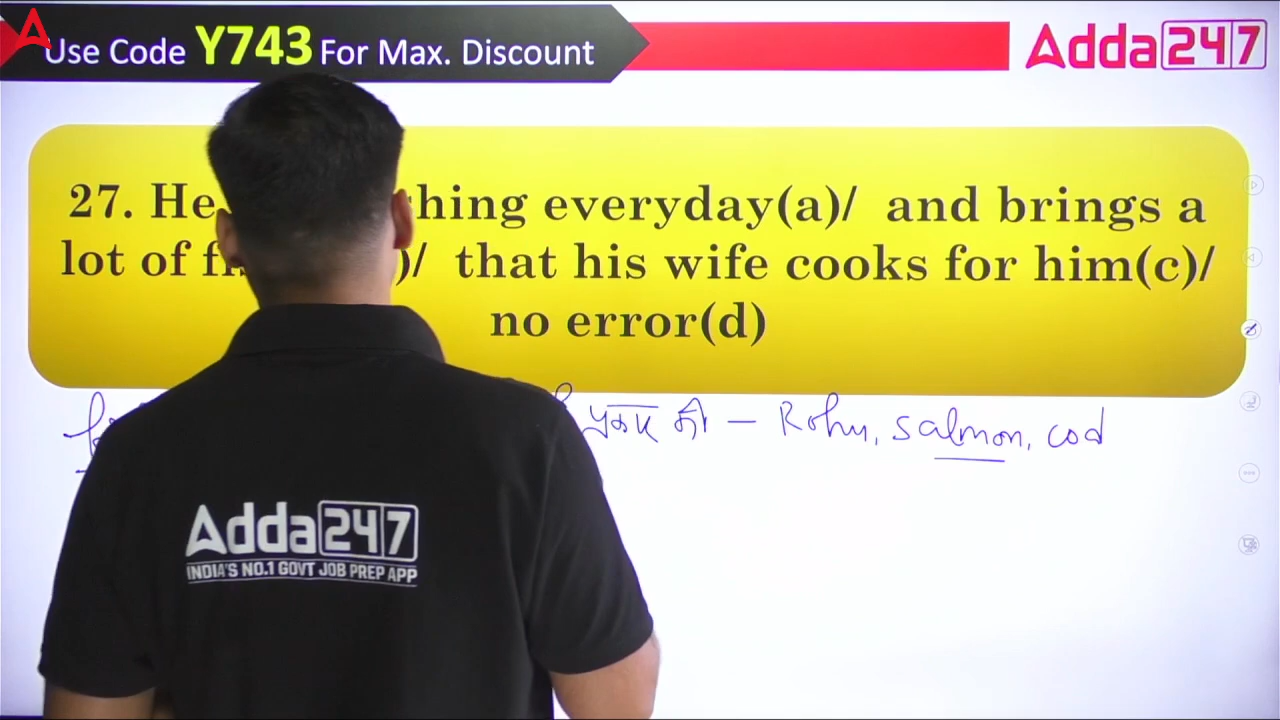 Use Code Y743 For Max. Discount
Adda247
27. He hing everyday(a)/ and brings a
lot of )/ that his wife cooks for him(c)/
no error(d)
— Rohu, salmon, cod
Adda247
INDIA'S NO.1 GOVT JOB PREP APP